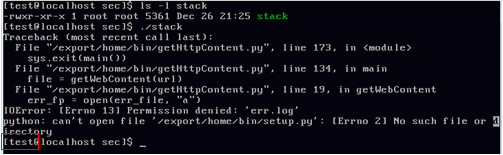 [test@localhost sec]$ ls -l stack
-rwxr-xr-x 1 root root 5361 Dec 26 21:25 stack
[test@localhost sec]$ ./stack
Traceback (most recent call last):
  File "/export/home/bin/getHttpContent.py", line 173, in <module>
    sys.exit(main())
  File "/export/home/bin/getHttpContent.py", line 134, in main
    file = getWebContent(url)
  File "/export/home/bin/getHttpContent.py", line 19, in getWebContent
    err_fp = open(err_file, "a")
IOError: [Errno 13] Permission denied: 'err.log'
python: can't open file '/export/home/bin/setup.py': [Errno 2] No such file or d
irectory
[test@localhost sec]$ _